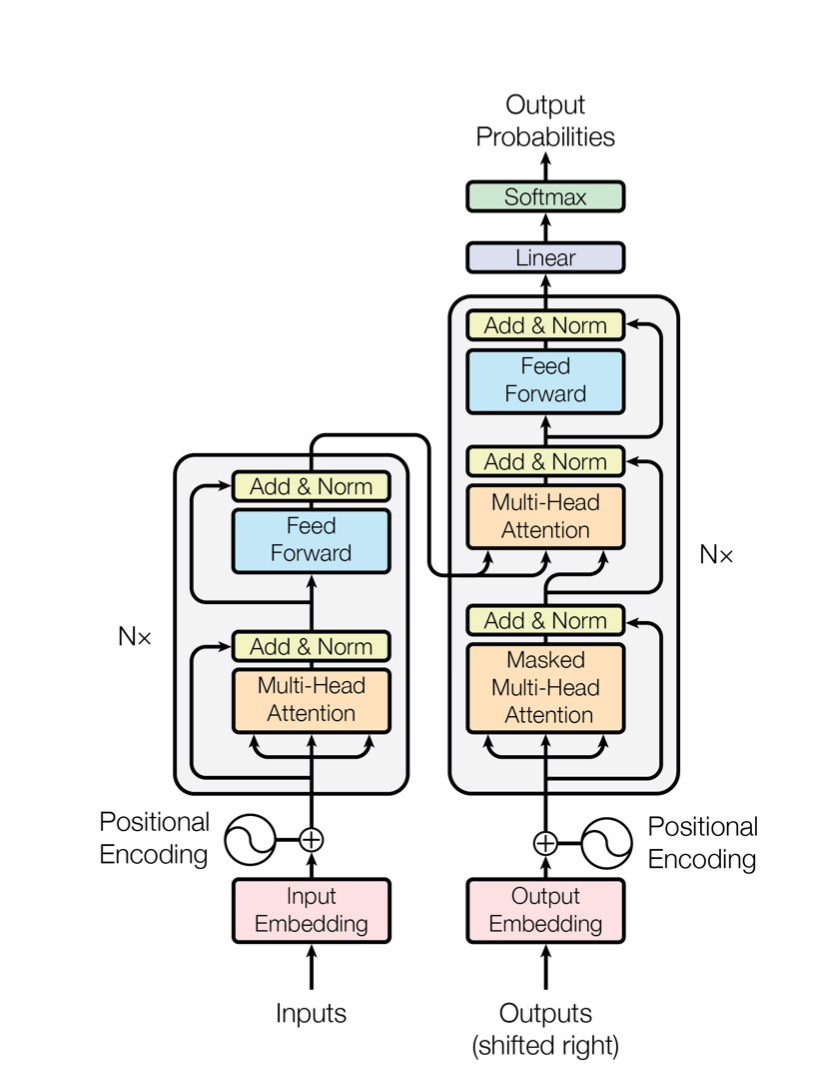 Output
Probabilities
Softmax
Linear
Add & Norm
Feed
Forward
Add & Norm
Multi-Head
Attention
Add & Norm
Masked
Multi-Head
Attention
N×
Add & Norm
Feed
Forward
Add & Norm
Multi-Head
Attention
N×
Positional
Encoding
Input
Embedding
Inputs
Positional
Encoding
Output
Embedding
Outputs
(shifted right)